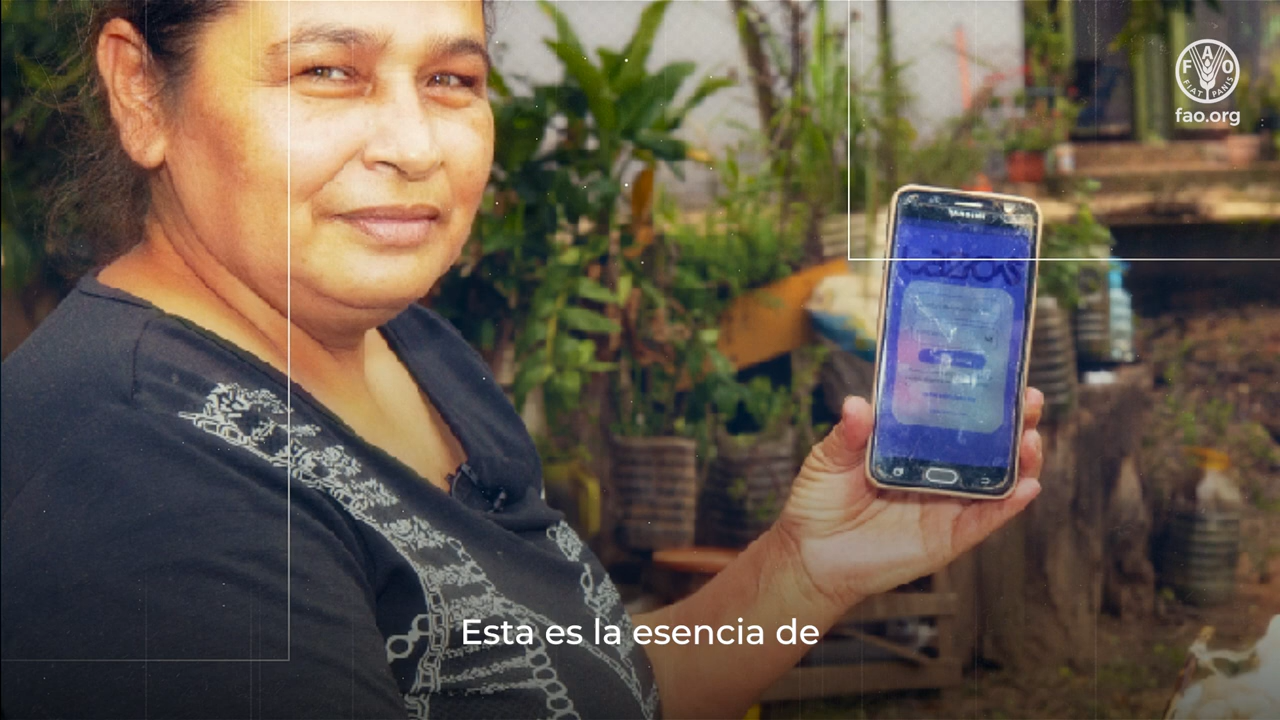 FAO
FIAT PANIS
fao.org
SAMSUNG
Esta es la esencia de